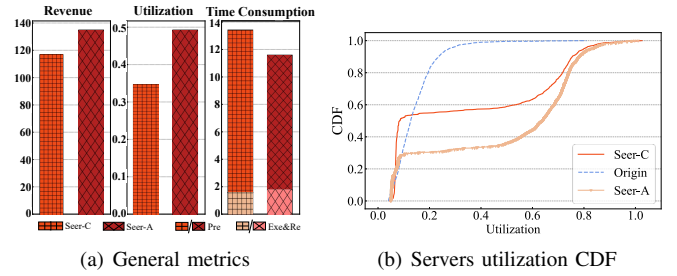 Revenue
Utilization
Time Consumption
140
120
100
80
60
40
20
0
0.5
0.4
0.3
0.2
0.1
0.0
14
12
10
8
6
4
2
0
Seer-C
Seer-A
/ Pre
/ Exe&Re
(a) General metrics
CDF
1.0
0.8
0.6
0.4
0.2
0.0
Seer-C
Origin
Seer-A
0.0 0.2 0.4 0.6 0.8 1.0
Utilization
(b) Servers utilization CDF